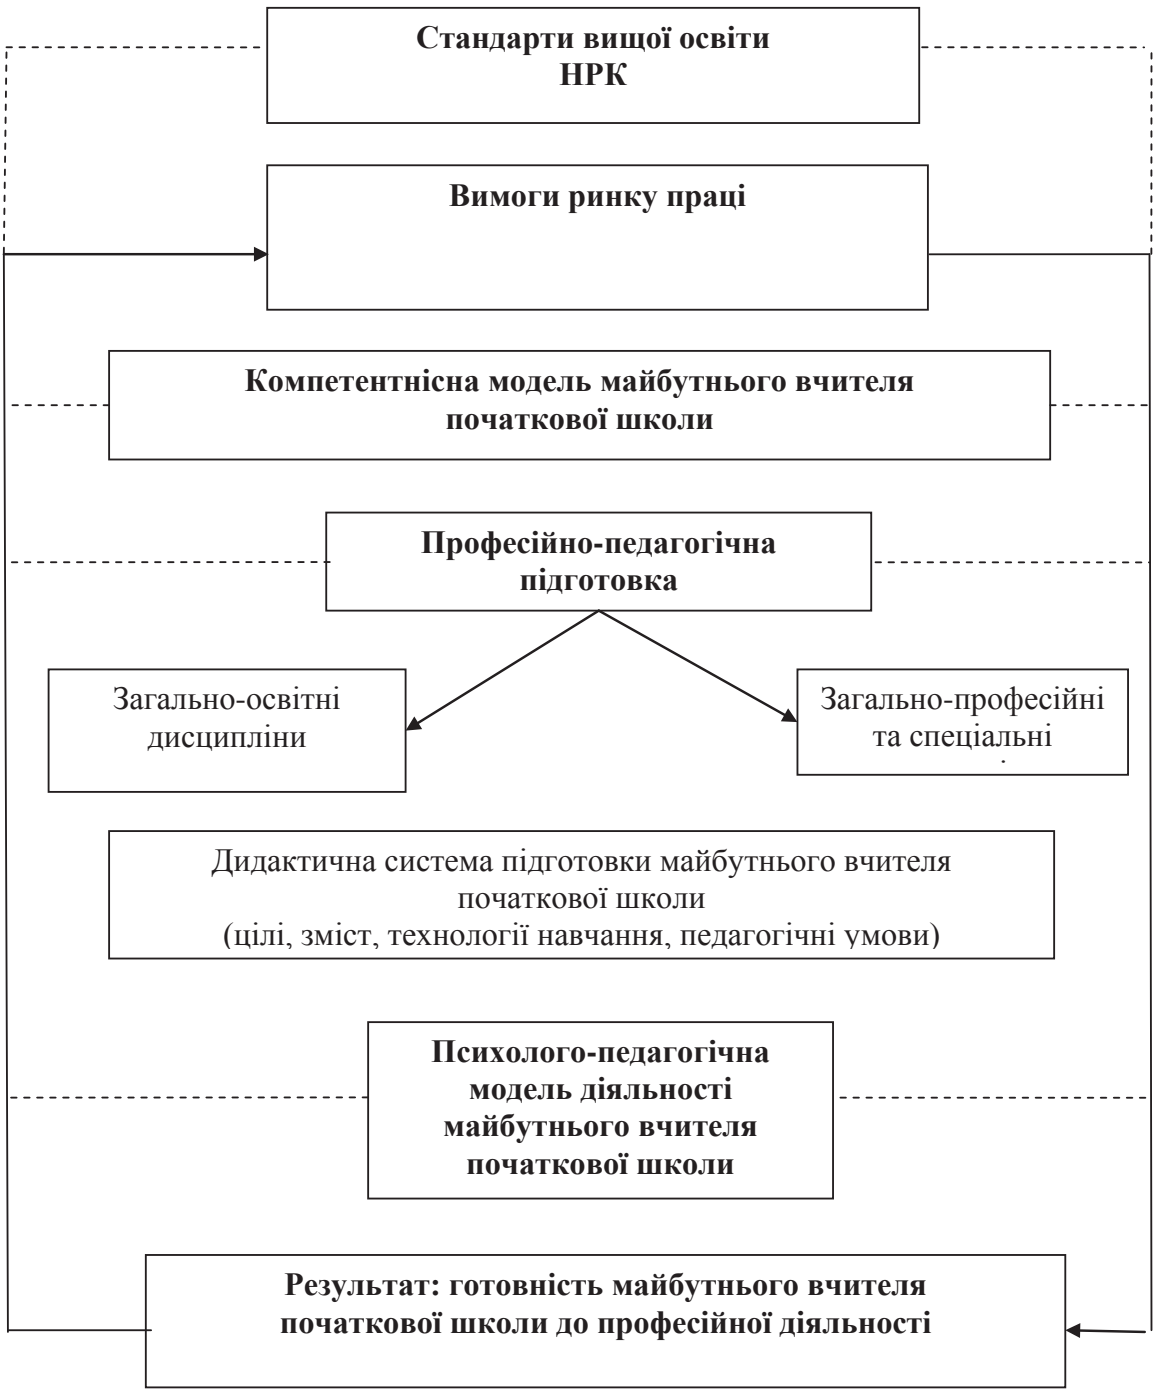 Стандарти вищої освіти
НРК
Вимоги ринку праці
Компетентнісна модель майбутнього вчителя
початкової школи
Професійно-педагогічна
підготовка
Загально-освітні
дисципліни
Загально-професійні
та спеціальні
Дидактична система підготовки майбутнього вчителя
початкової школи
(цілі, зміст, технології навчання, педагогічні умови)
Психолого-педагогічна
модель діяльності
майбутнього вчителя
початкової школи
Результат: готовність майбутнього вчителя
початкової школи до професійної діяльності